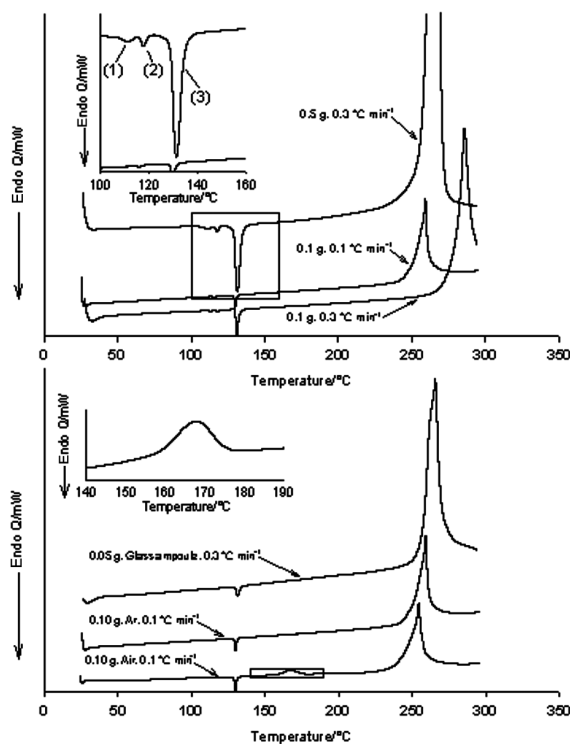 Endo Q/mW
Endo Q/mW
(1)
(2)
(3)
100 120 140 160
Temperature/°C
0.5 g. 0.3 °C min⁻¹
0.1 g. 0.1 °C min⁻¹
0.1 g. 0.3 °C min⁻¹
0 50 100 150 200 250 300 350
Temperature/°C
Endo Q/mW
Endo Q/mW
140 150 160 170 180 190
Temperature/°C
0.05 g. Glass ampoule. 0.3 °C min⁻¹
0.10 g. Ar. 0.1 °C min⁻¹
0.10 g. Air. 0.1 °C min⁻¹
0 50 100 150 200 250 300 350
Temperature/°C